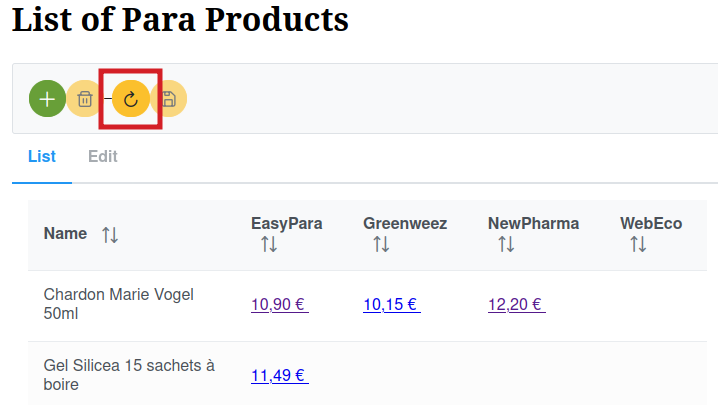 List of Para Products
List Edit
Name EasyPara Greenweez NewPharma WebEco
Chardon Marie Vogel
50ml
10,90 € 10,15 € 12,20 €
Gel Silicea 15 sachets à
boire
11,49 €